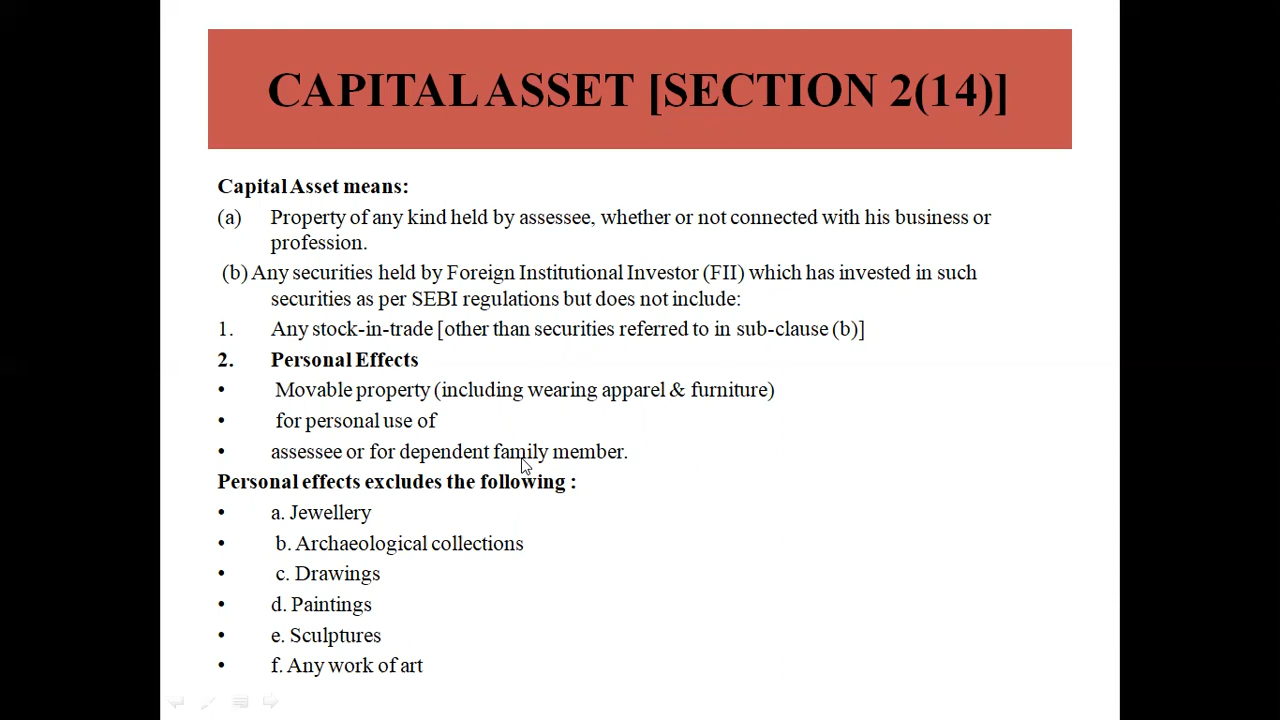 CAPITAL ASSET [SECTION 2(14)]
Capital Asset means:
(a) Property of any kind held by assessee, whether or not connected with his business or
profession.
(b) Any securities held by Foreign Institutional Investor (FII) which has invested in such
securities as per SEBI regulations but does not include:
1. Any stock-in-trade [other than securities referred to in sub-clause (b)]
2. Personal Effects
• Movable property (including wearing apparel & furniture)
• for personal use of
• assessee or for dependent family member.
Personal effects excludes the following :
• a. Jewellery
• b. Archaeological collections
• c. Drawings
• d. Paintings
• e. Sculptures
• f. Any work of art